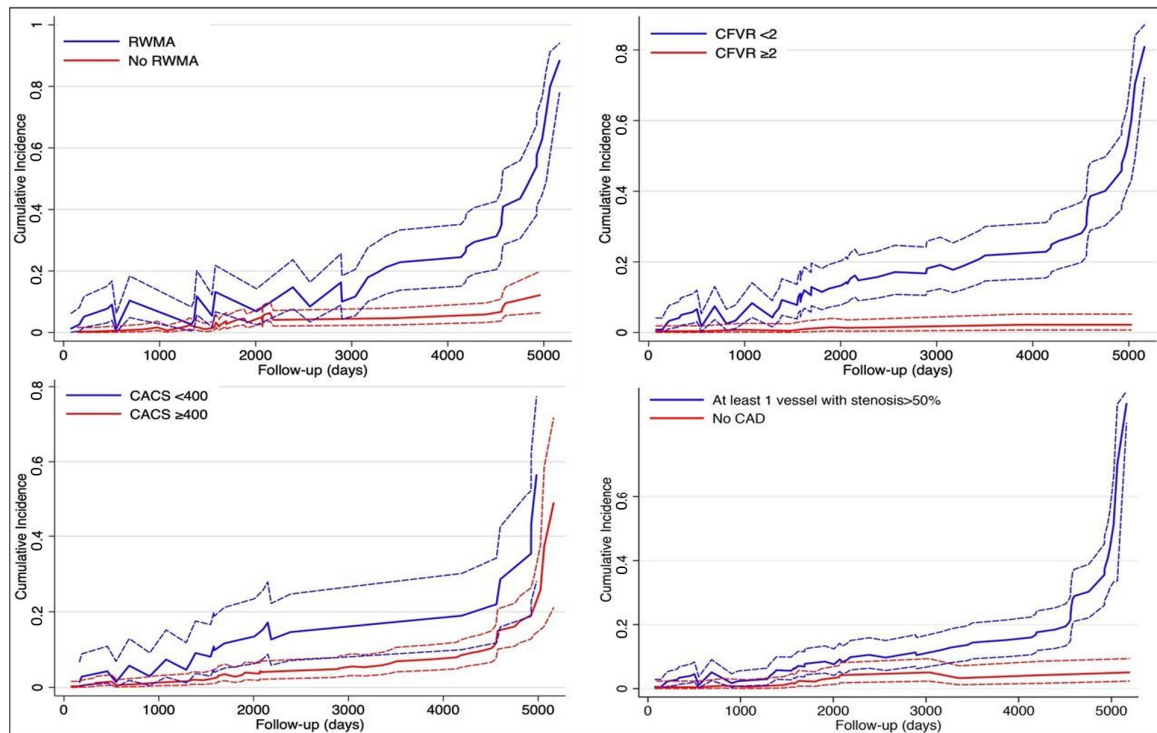 RWMA
No RWMA
Cumulative Incidence
1
0.8
0.6
0.4
0.2
0
0 1000 2000 3000 4000 5000
Follow-up (days)
CFVR <2
CFVR ≥2
Cumulative Incidence
0.8
0.6
0.4
0.2
0
0 1000 2000 3000 4000 5000
Follow-up (days)
CACS <400
CACS ≥400
Cumulative Incidence
0.8
0.6
0.4
0.2
0
0 1000 2000 3000 4000 5000
Follow-up (days)
At least 1 vessel with stenosis>50%
No CAD
Cumulative Incidence
0.6
0.4
0.2
0
0 1000 2000 3000 4000 5000
Follow-up (days)